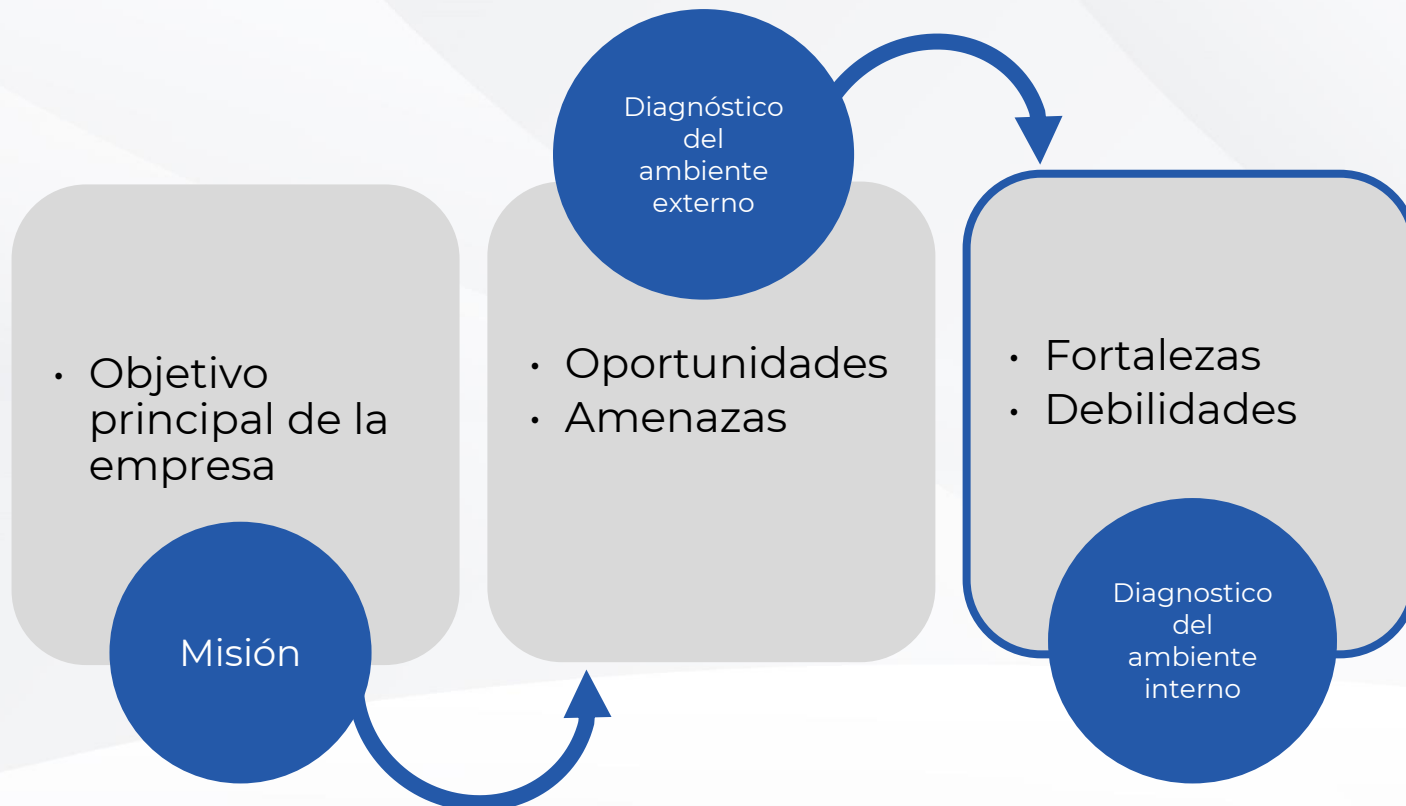 · Objetivo
principal de la
empresa
Misión
Diagnóstico
del
ambiente
externo
· Oportunidades
· Amenazas
· Fortalezas
· Debilidades
Diagnostico
del
ambiente
interno